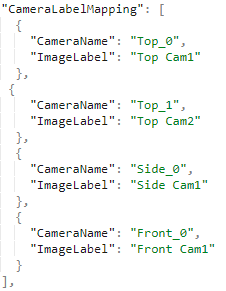 "CameraLabelMapping": [
  {
    "CameraName": "Top_0",
    "ImageLabel": "Top Cam1"
  },
 {
    "CameraName": "Top_1",
    "ImageLabel": "Top Cam2"
  },
  {
    "CameraName": "Side_0",
    "ImageLabel": "Side Cam1"
  },
  {
    "CameraName": "Front_0",
    "ImageLabel": "Front Cam1"
  }
],